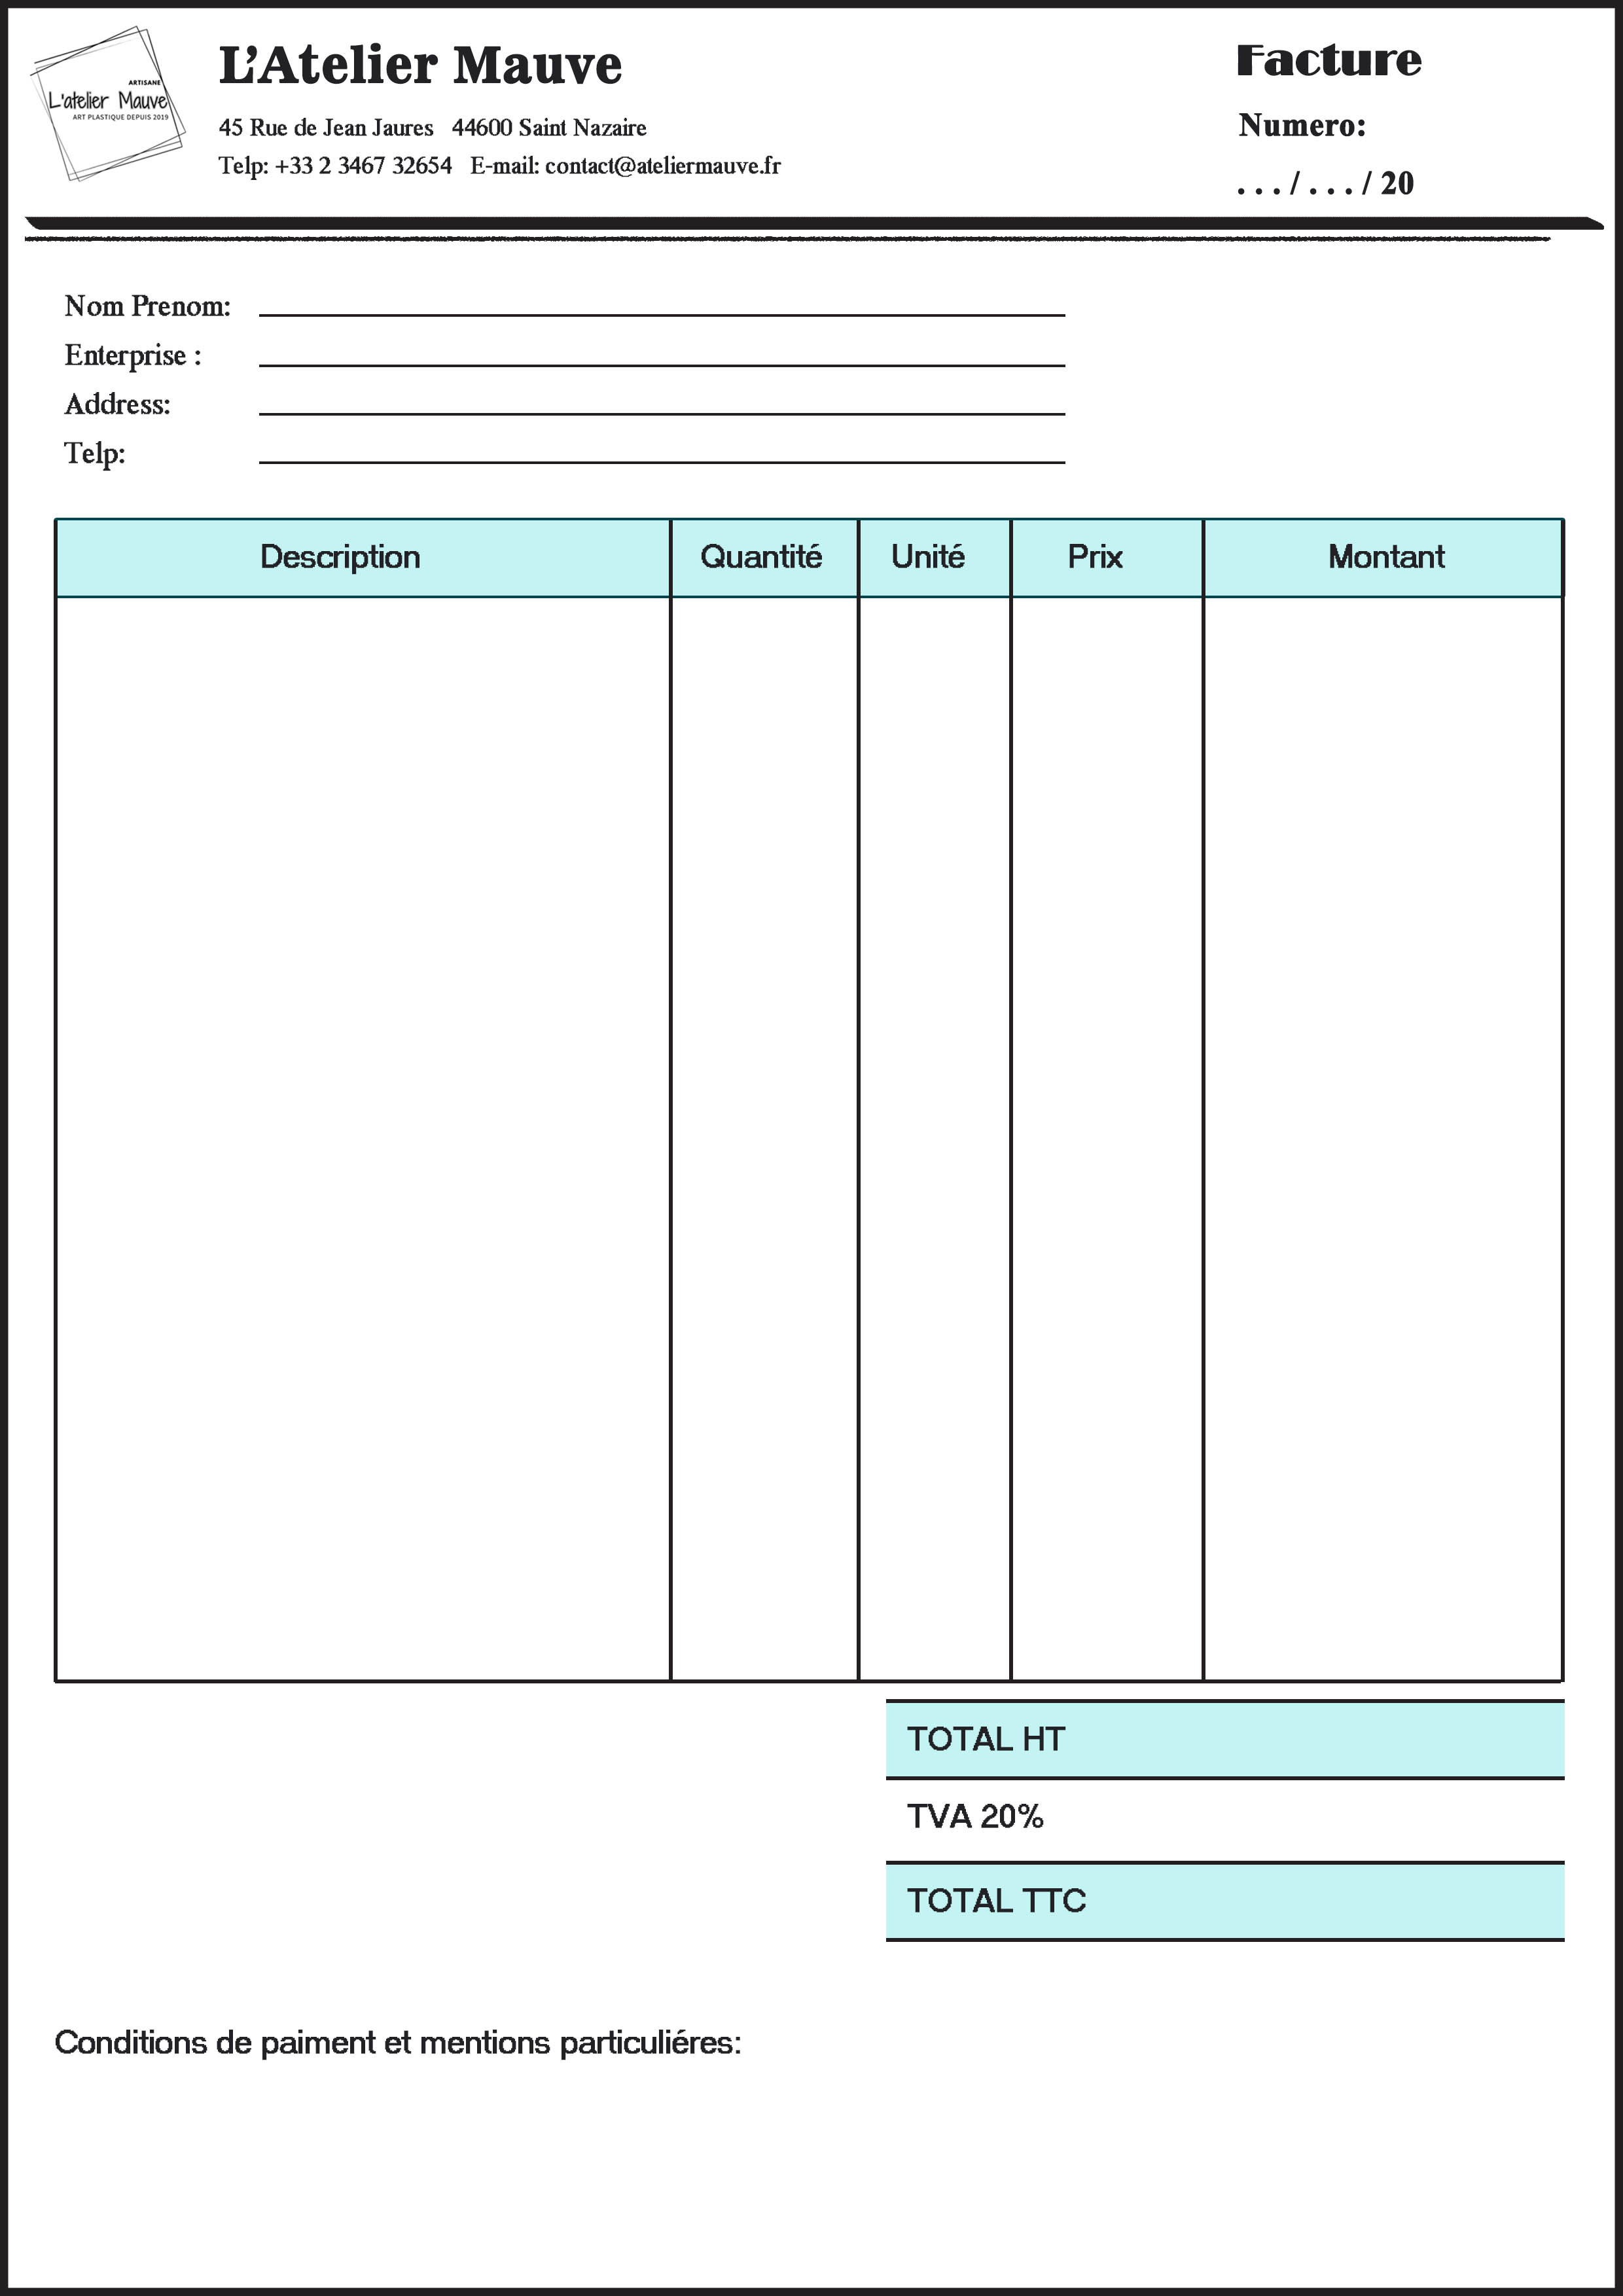 ARTISANE
L'atelier Mauve
ART PLASTIQUE DEPUIS 2019
L'Atelier Mauve
45 Rue de Jean Jaures 44600 Saint Nazaire
Telp: +33 2 3467 32654 E-mail: contact@ateliermauve.fr
Facture
Numero:
. . . / . . . / 20
Nom Prenom:
Enterprise :
Address:
Telp:
Description Quantité Unité Prix Montant
TOTAL HT
TVA 20%
TOTAL TTC
Conditions de paiment et mentions particuliéres: